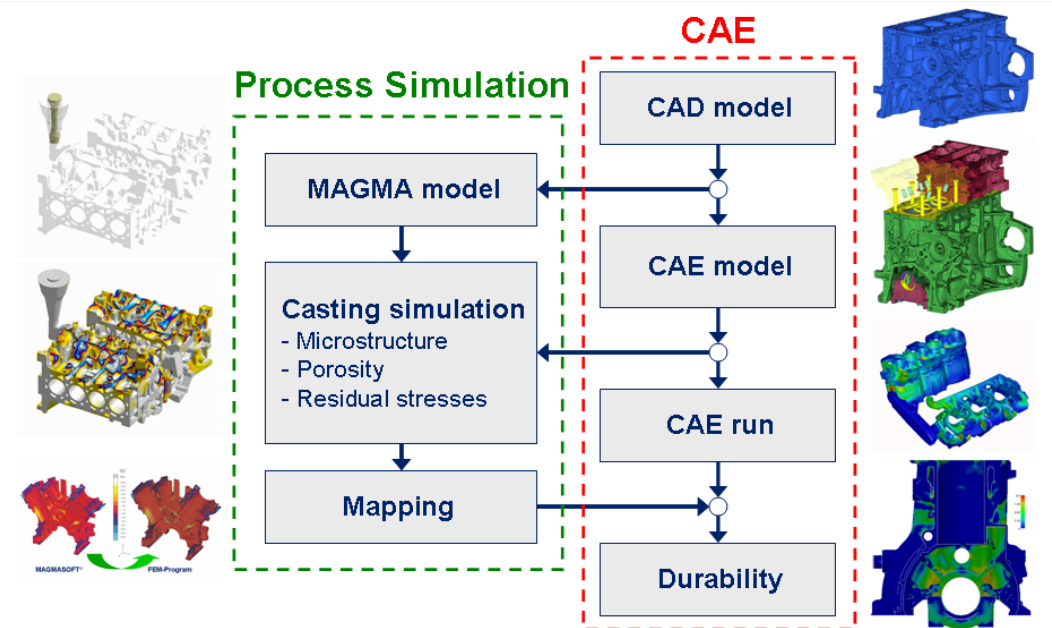 CAE
Process Simulation
CAD model
MAGMA model
CAE model
Casting simulation
- Microstructure
- Porosity
- Residual stresses
CAE run
Mapping
Durability
MAGMASOFT®
FEM-Program